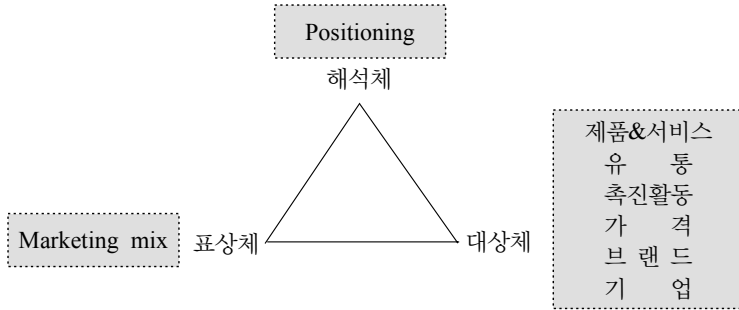 Positioning
해석체
제품&서비스
유 통
촉진활동
가 격
브 랜 드
기 업
Marketing mix
표상체
대상체